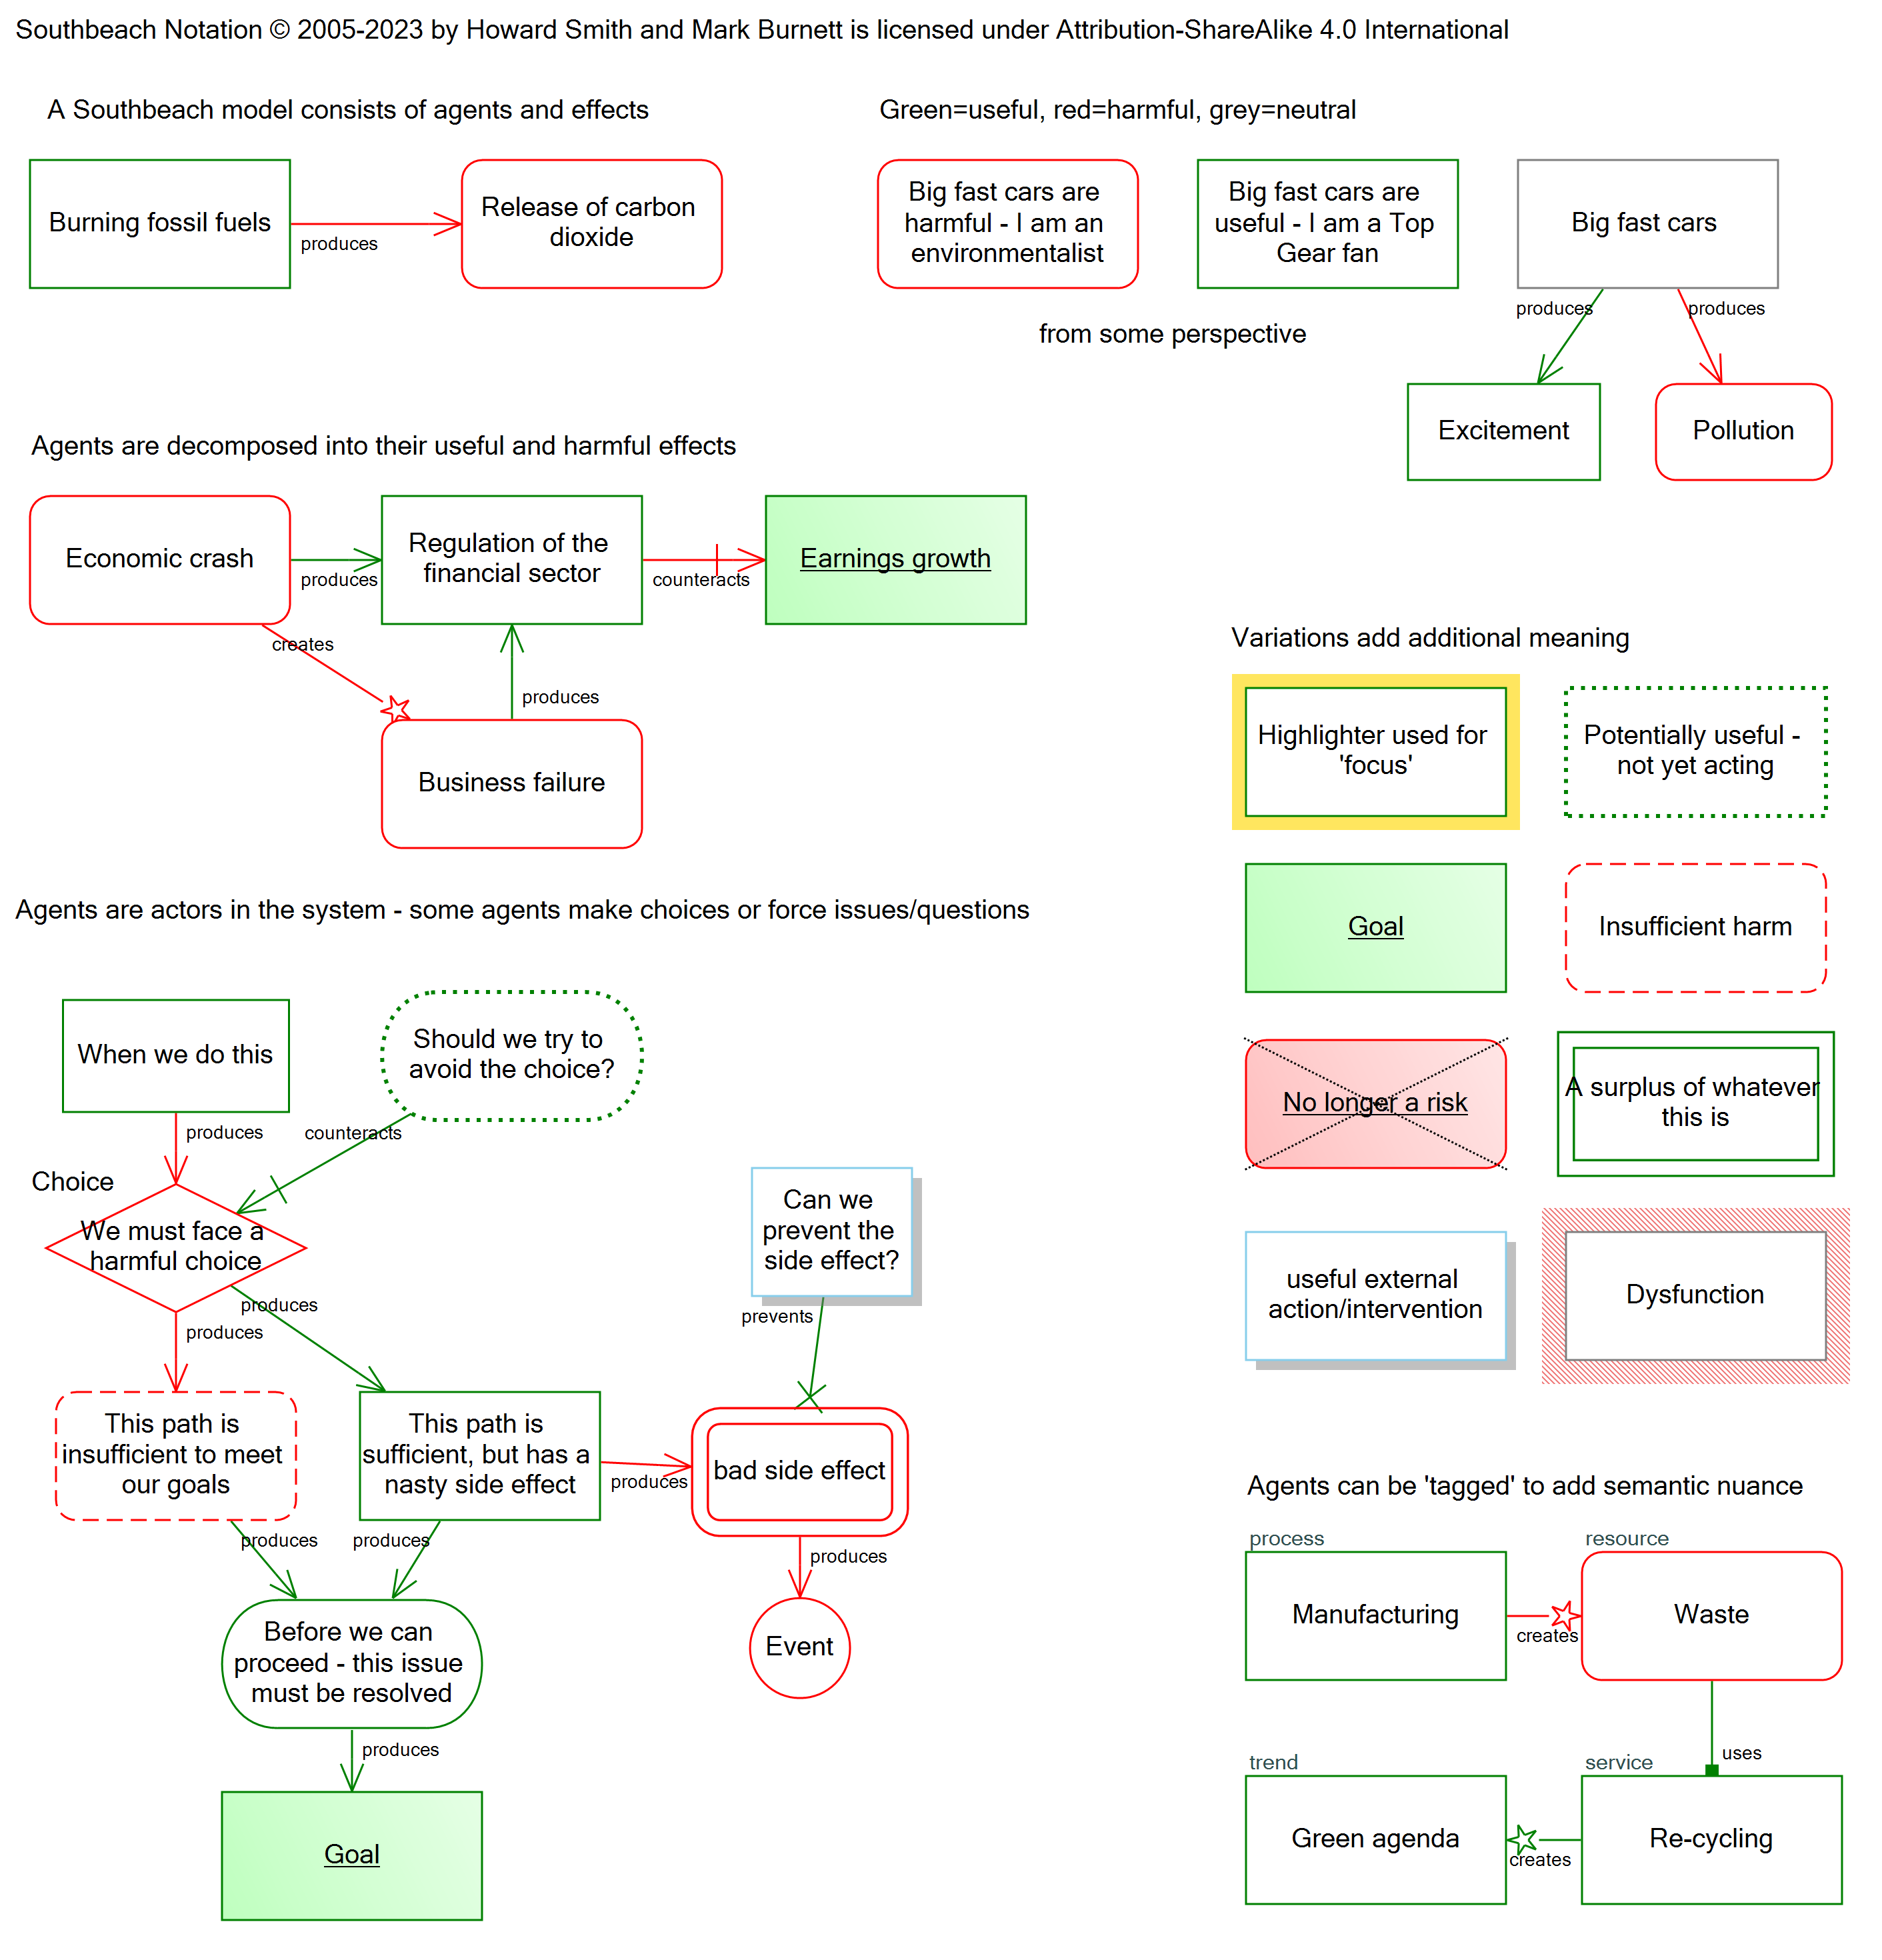 Southbeach Notation © 2005-2023 by Howard Smith and Mark Burnett is licensed under Attribution-ShareAlike 4.0 International
A Southbeach model consists of agents and effects
Burning fossil fuels
produces
Release of carbon
dioxide
Green=useful, red=harmful, grey=neutral
Big fast cars are
harmful - I am an
environmentalist
Big fast cars are
useful - I am a Top
Gear fan
Big fast cars
from some perspective
produces
produces
Excitement
Pollution
Agents are decomposed into their useful and harmful effects
Economic crash
produces
Regulation of the
financial sector
counteracts
Earnings growth
creates
produces
Business failure
Variations add additional meaning
Highlighter used for
'focus'
Potentially useful -
not yet acting
Goal
Insufficient harm
No longer a risk
A surplus of whatever
this is
useful external
action/intervention
Dysfunction
Agents are actors in the system - some agents make choices or force issues/questions
When we do this
Should we try to
avoid the choice?
produces
counteracts
Choice
We must face a
harmful choice
Can we
prevent the
side effect?
produces
produces
prevents
This path is
insufficient to meet
our goals
This path is
sufficient, but has a
nasty side effect
produces
bad side effect
produces
produces
produces
Before we can
proceed - this issue
must be resolved
Event
produces
Goal
Agents can be 'tagged' to add semantic nuance
process
Manufacturing
creates
resource
Waste
uses
trend
Green agenda
creates
service
Re-cycling